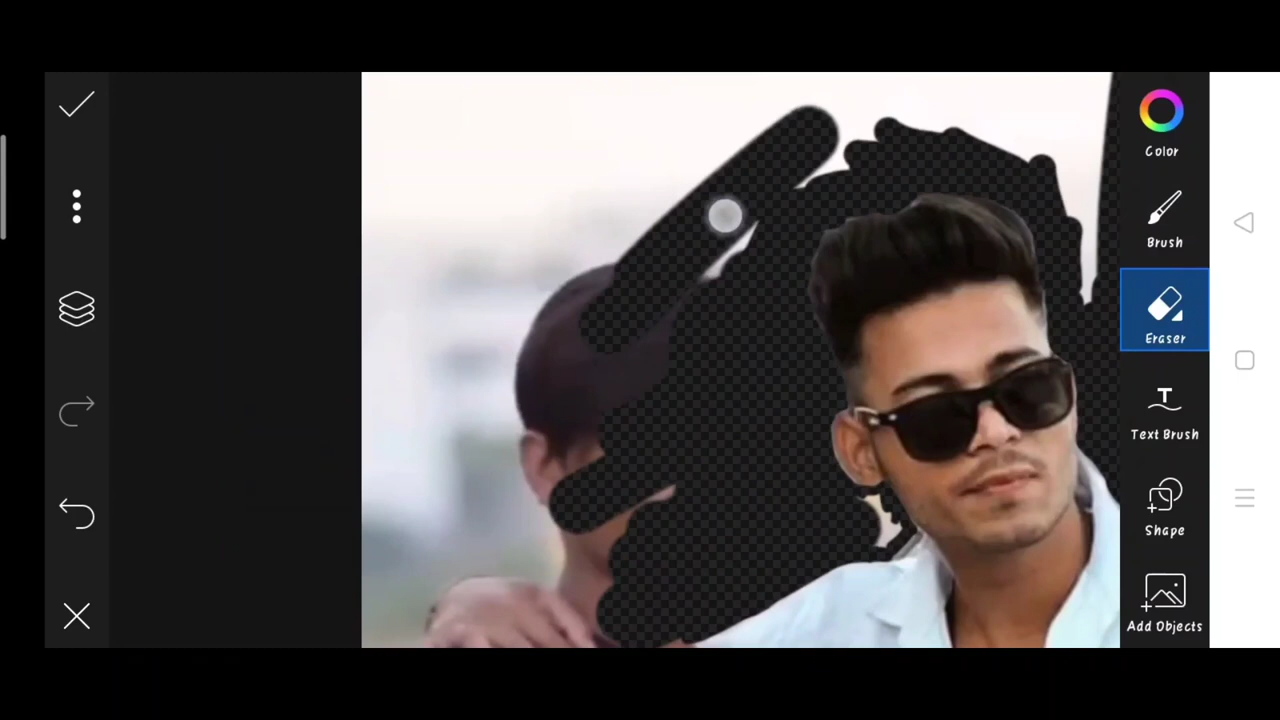 Color
Brush
Eraser
Text Brush
Shape
Add Objects